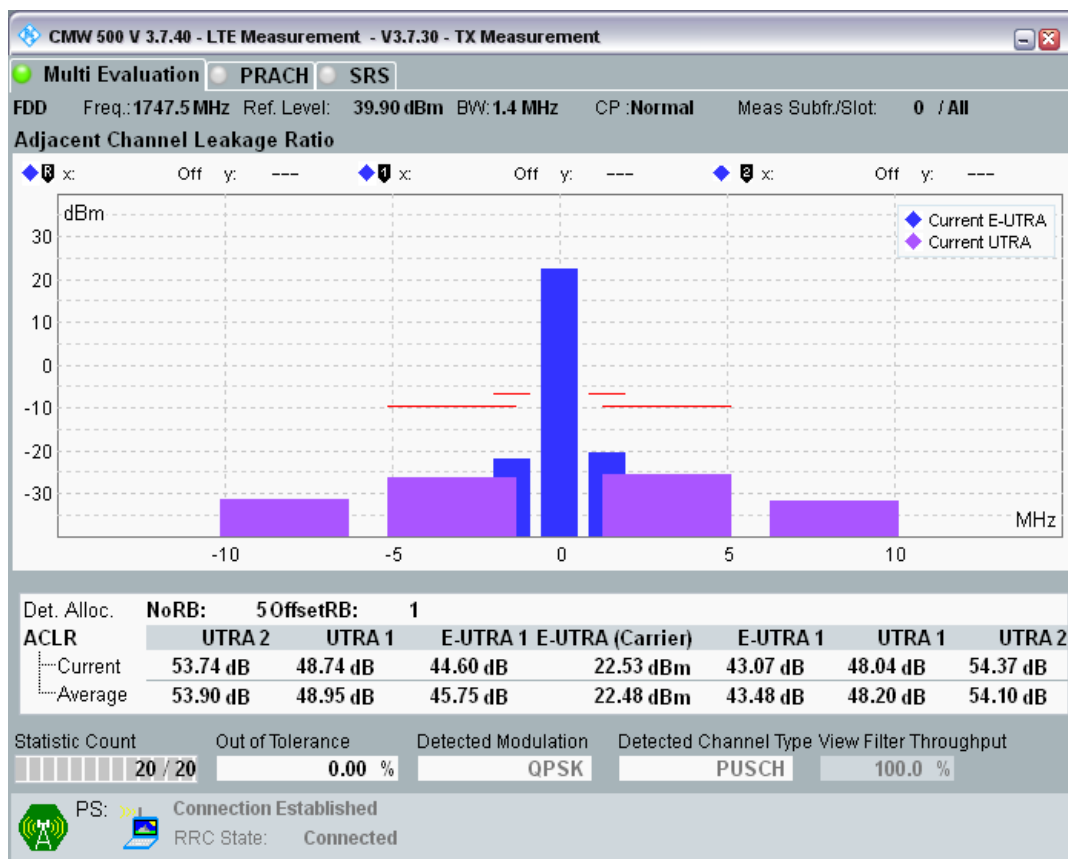 CMW 500 V 3.7.40 - LTE Measurement - V3.7.30 - TX Measurement
Multi Evaluation PRACH SRS
FDD Freq.: 1747.5 MHz Ref. Level: 39.90 dBm BW: 1.4 MHz CP :Normal Meas Subfr./Slot: 0 / All
Adjacent Channel Leakage Ratio
R x: Off y: --- 1 x: Off y: --- 2 x: Off y: ---
dBm
Current E-UTRA
Current UTRA
30
20
10
0
-10
-20
-30
MHz
-10 -5 0 5 10
Det. Alloc. NoRB: 5 OffsetRB: 1
ACLR UTRA 2 UTRA 1 E-UTRA 1 E-UTRA (Carrier) E-UTRA 1 UTRA 1 UTRA 2
Current 53.74 dB 48.74 dB 44.60 dB 22.53 dBm 43.07 dB 48.04 dB 54.37 dB
Average 53.90 dB 48.95 dB 45.75 dB 22.48 dBm 43.48 dB 48.20 dB 54.10 dB
Statistic Count Out of Tolerance Detected Modulation Detected Channel Type View Filter Throughput
20 / 20 0.00 % QPSK PUSCH 100.0 %
PS: Connection Established
RRC State: Connected